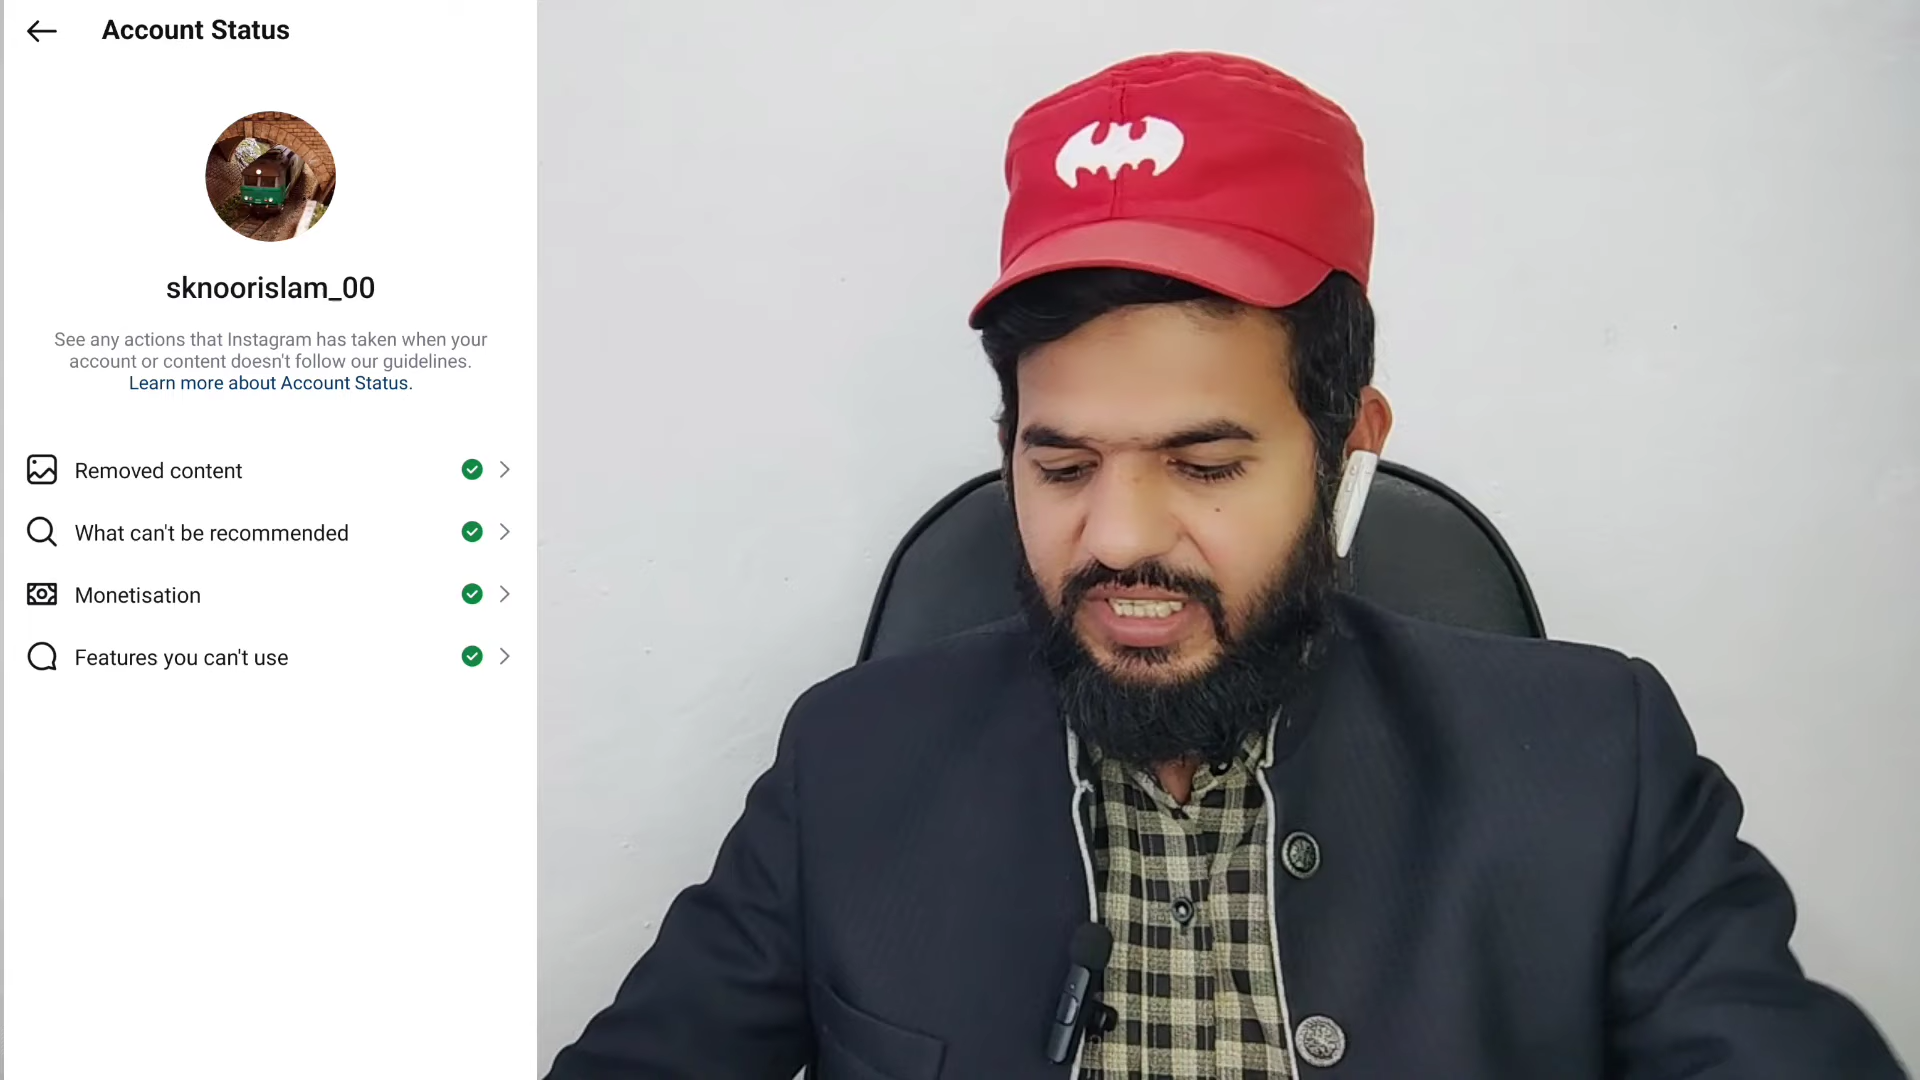 Account Status
sknoorislam_00
See any actions that Instagram has taken when your
account or content doesn't follow our guidelines.
Learn more about Account Status.
Removed content
What can't be recommended
Monetisation
Features you can't use